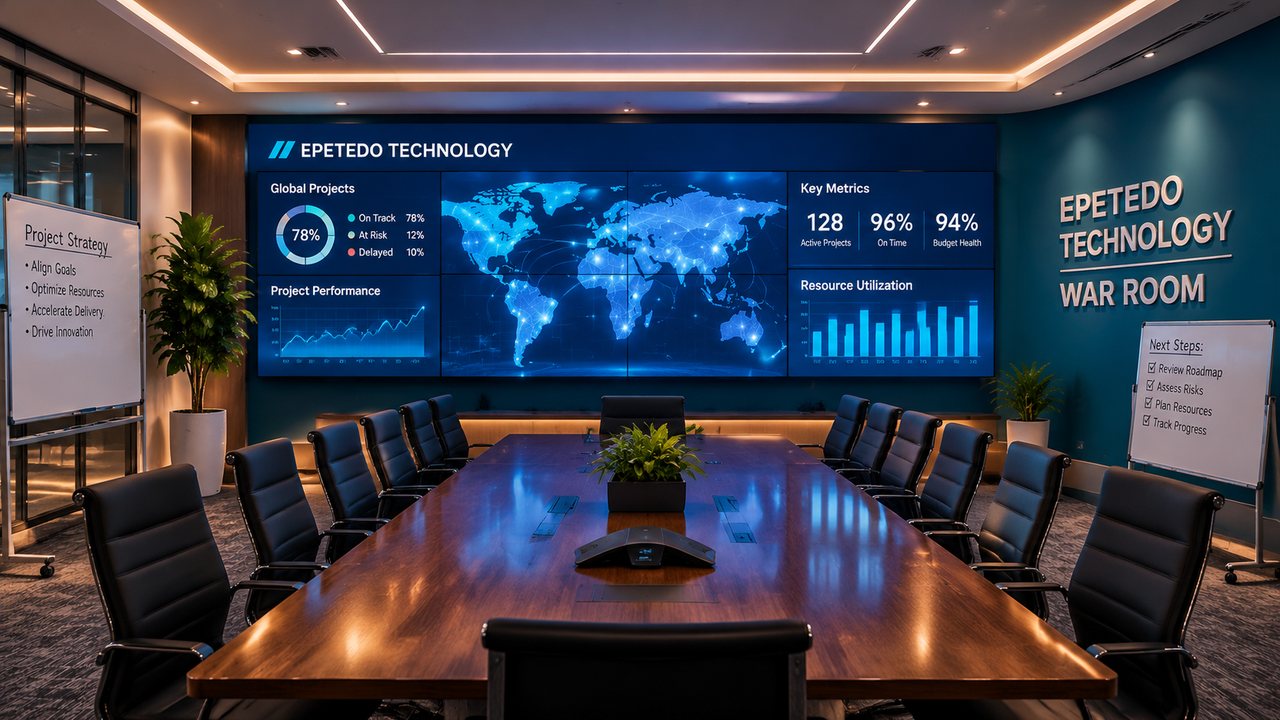 EPETEDO TECHNOLOGY
Project Strategy
• Align Goals
• Optimize Resources
• Accelerate Delivery.
• Drive Innovation
Global Projects
78%
On Track 78%
At Risk 12%
Delayed 10%
Project Performance
Key Metrics
128 96% 94%
Active Projects On Time Budget Health
Resource Utilization
EPETEDO
TECHNOLOGY
WAR ROOM
Next Steps:
☑ Review Roadmap
☑ Assess Risks
☑ Plan Resources
☑ Track Progress